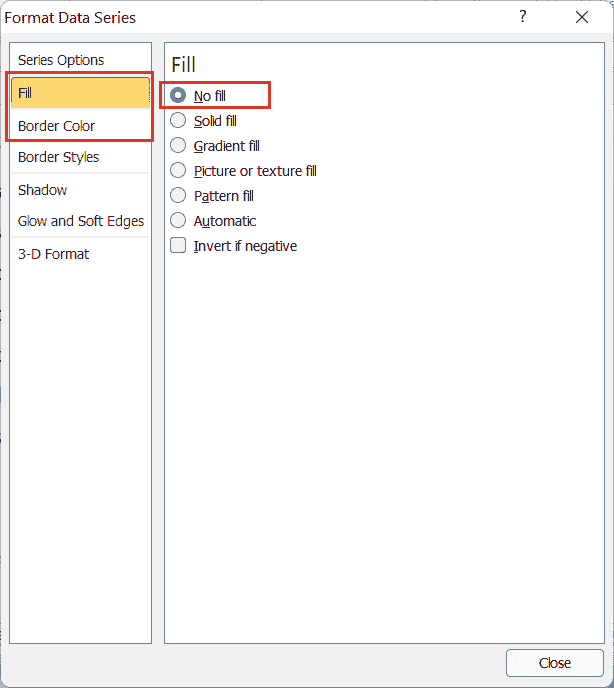 Format Data Series
?
Series Options
Fill
Border Color
Border Styles
Shadow
Glow and Soft Edges
3-D Format
Fill
No fill
Solid fill
Gradient fill
Picture or texture fill
Pattern fill
Automatic
Invert if negative
Close